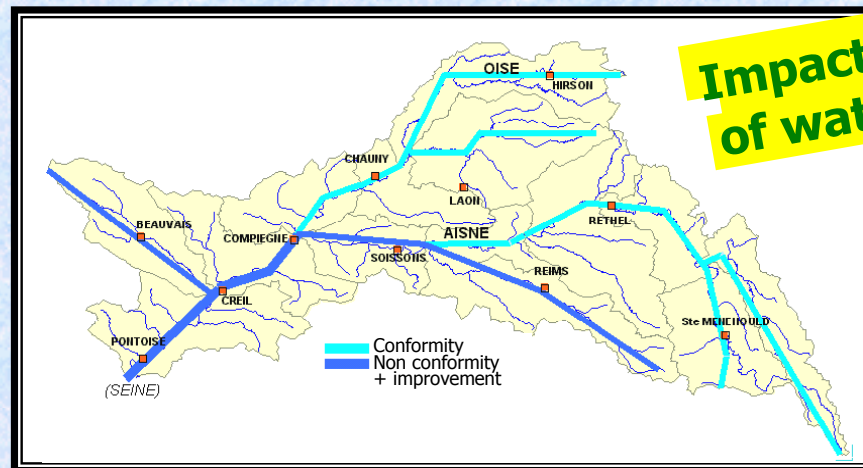 Impact
of wat
OISE
HIRSON
CHAUNY
LAON
BEAUVAIS
COMPIEGNE
AISNE
RETHEL
SOISSONS
REIMS
CREIL
Ste MENEHOULD
PONTOISE
(SEINE)
Conformity
Non conformity
+ improvement